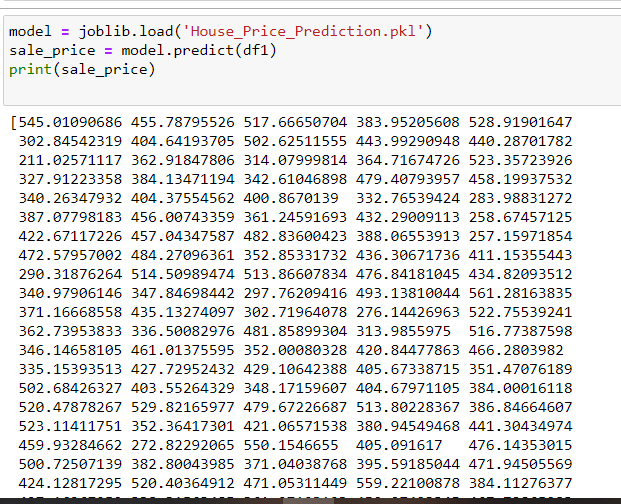 model = joblib.load('House_Price_Prediction.pkl')
sale_price = model.predict(df1)
print(sale_price)
[545.01090686 455.78795526 517.66650704 383.95205608 528.91901647
302.84542319 404.64193705 502.62511555 443.99290948 440.28701782
211.02571117 362.91847806 314.07999814 364.71674726 523.35723926
327.91223358 384.13471194 342.61046898 479.40793957 458.19937532
340.26347932 404.37554562 400.8670139 332.76539424 283.98831272
387.07798183 456.00743359 361.24591693 432.29009113 258.67457125
422.67117226 457.04347587 482.83600423 388.06553913 257.15971854
472.57957002 484.27096361 352.85331732 436.30671736 411.15355443
290.31876264 514.50989474 513.86607834 476.84181045 434.82093512
340.97906146 347.84698442 297.76209416 493.13810044 561.28163835
371.16668558 435.13274097 302.71964078 276.14426963 522.75539241
362.73953833 336.50082976 481.85899304 313.9855975 516.77387598
346.14658105 461.01375595 352.00080328 420.84477863 466.2803982
335.15393513 427.72952432 429.10642388 405.67338715 351.47076189
502.68426327 403.55264329 348.17159607 404.67971105 384.00016118
520.47878267 529.82165977 479.67226687 513.80228367 386.84664607
523.11411751 352.36417301 421.06571538 380.94549468 441.30434974
459.93284662 272.82292065 550.1546655 405.091617 476.14353015
500.72507139 382.80043985 371.04038768 395.59185044 471.94505569
424.12817295 520.40364912 471.05311449 559.22100878 384.11276377